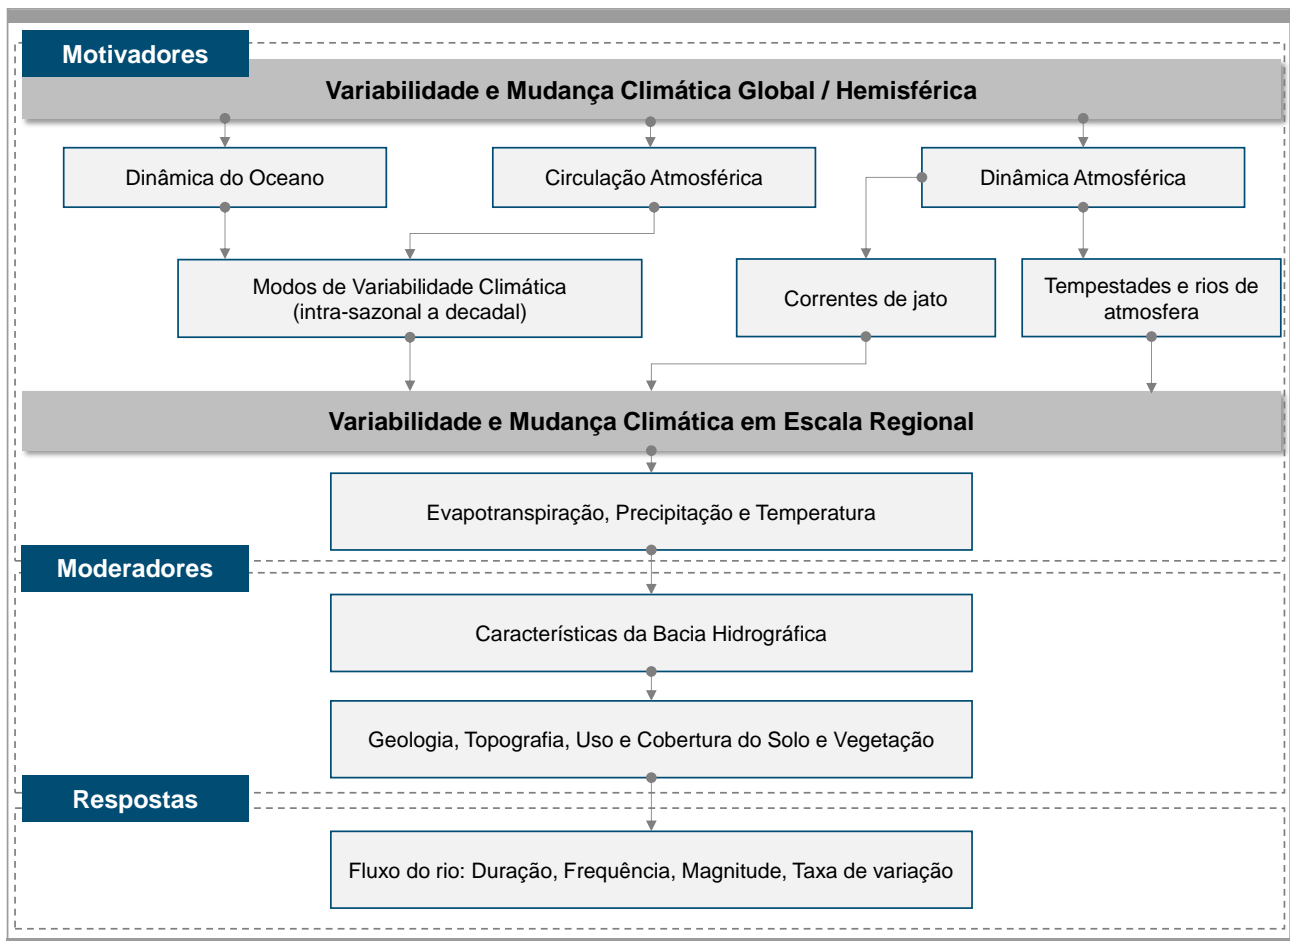 Motivadores
Variabilidade e Mudança Climática Global / Hemisférica
Dinâmica do Oceano
Circulação Atmosférica
Dinâmica Atmosférica
Modos de Variabilidade Climática
(intra-sazonal a decadal)
Correntes de jato
Tempestades e rios de
atmosfera
Variabilidade e Mudança Climática em Escala Regional
Evapotranspiração, Precipitação e Temperatura
Moderadores
Características da Bacia Hidrográfica
Geologia, Topografia, Uso e Cobertura do Solo e Vegetação
Respostas
Fluxo do rio: Duração, Frequência, Magnitude, Taxa de variação